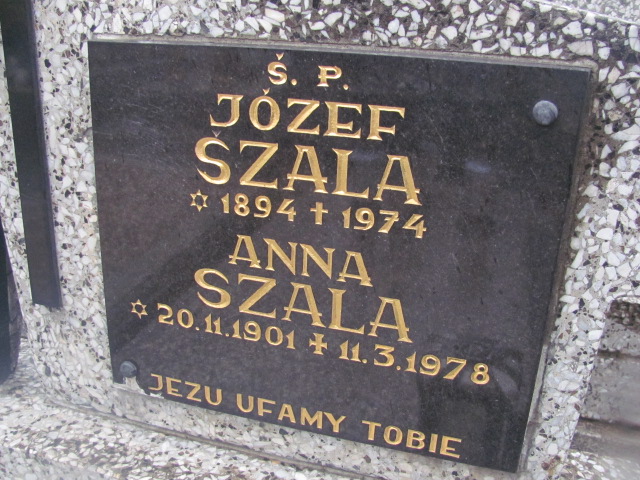 Ś. P.
JÓZEF
SZALA
✡ 1894 ✝ 1974
ANNA
SZALA
✡ 20.11.1901 ✝ 11.3.1978
JEZU UFAMY TOBIE